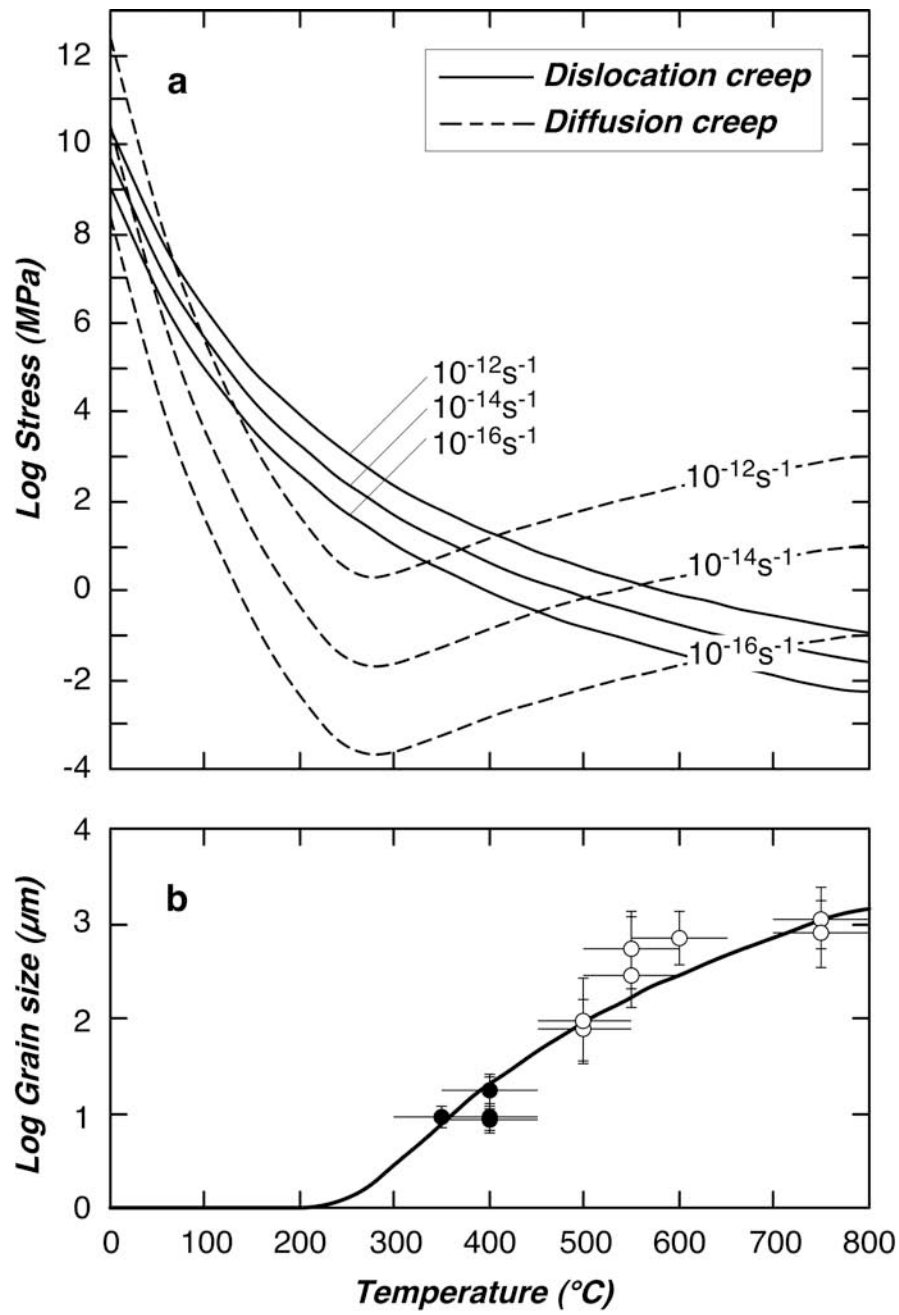 a
Dislocation creep
Diffusion creep
12
10
8
6
4
2
0
-2
-4
Log Stress (MPa)
10⁻¹²s⁻¹
10⁻¹⁴s⁻¹
10⁻¹⁶s⁻¹
10⁻¹²s⁻¹
10⁻¹⁴s⁻¹
10⁻¹⁶s⁻¹
b
4
3
2
1
0
Log Grain size (μm)
0 100 200 300 400 500 600 700 800
Temperature (°C)